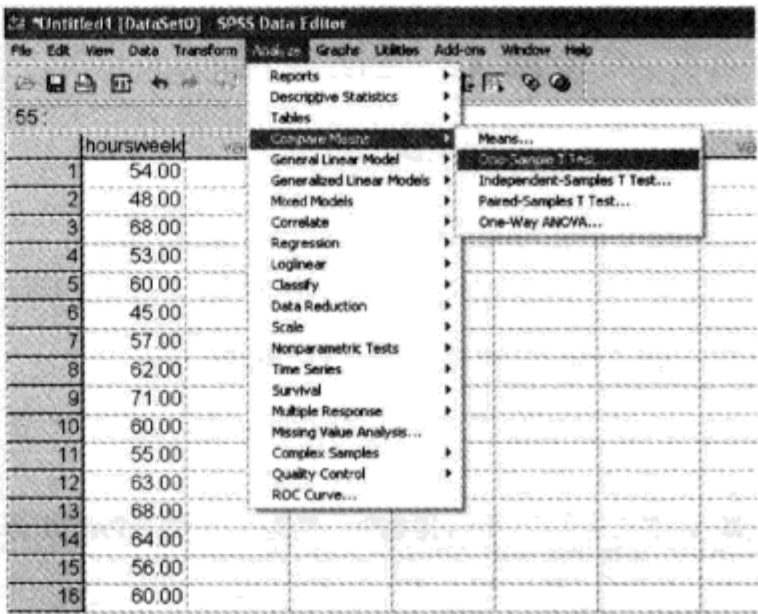 *Untitled1 [DataSet0] - SPSS Data Editor
File Edit View Data Transform Analyze Graphs Utilities Add-ons Window Help
55 :
hoursweek va va
1 54.00
2 48.00
3 68.00
4 53.00
5 60.00
6 45.00
7 57.00
8 62.00
9 71.00
10 60.00
11 55.00
12 63.00
13 68.00
14 64.00
15 56.00
16 60.00
Reports
Descriptive Statistics
Tables
Compare Means
General Linear Model
Generalized Linear Models
Mixed Models
Correlate
Regression
Loglinear
Classify
Data Reduction
Scale
Nonparametric Tests
Time Series
Survival
Multiple Response
Missing Value Analysis...
Complex Samples
Quality Control
ROC Curve...
Means...
One-Sample T Test...
Independent-Samples T Test...
Paired-Samples T Test...
One-Way ANOVA...